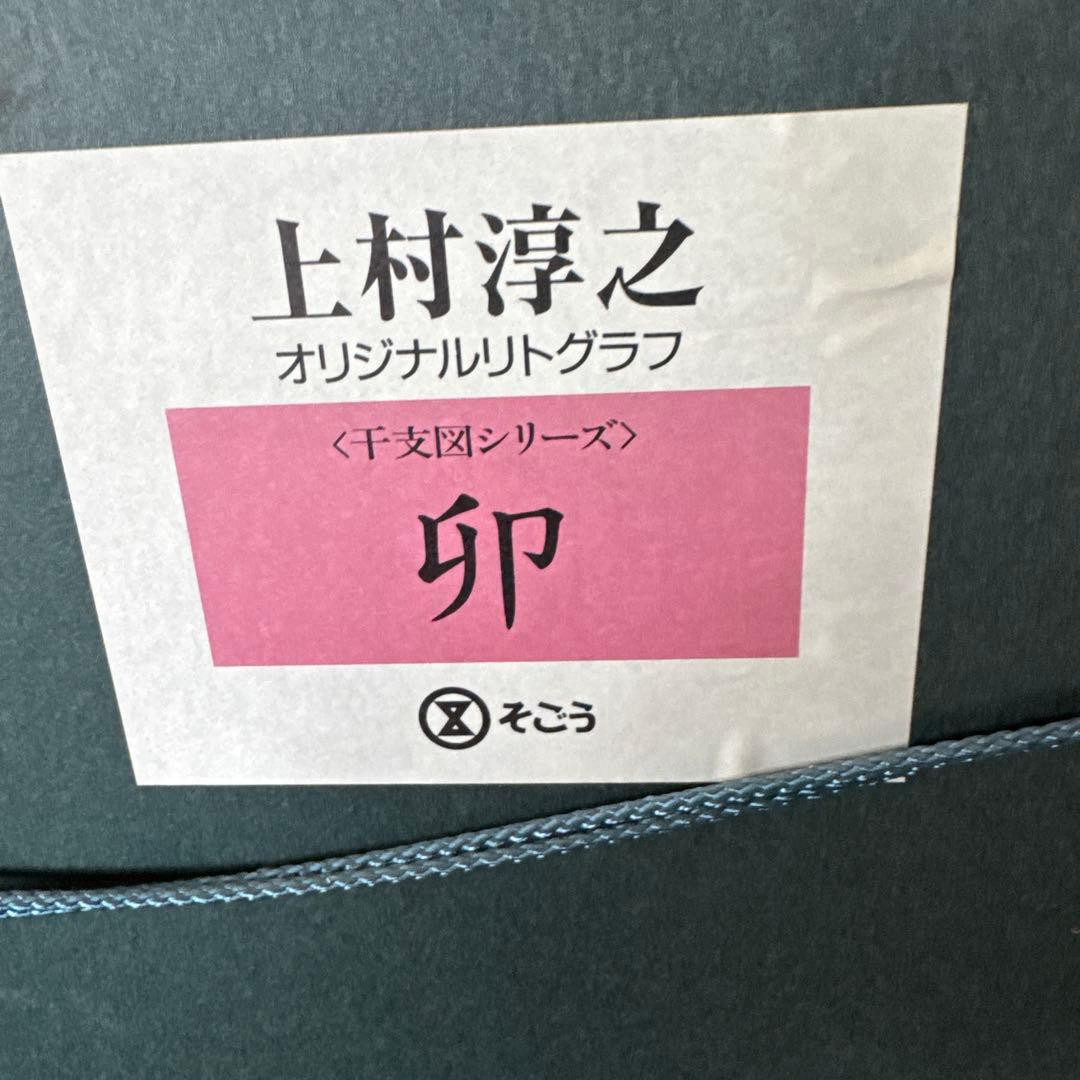 上村淳之
オリジナルリトグラフ
〈干支図シリーズ〉
卯
そごう